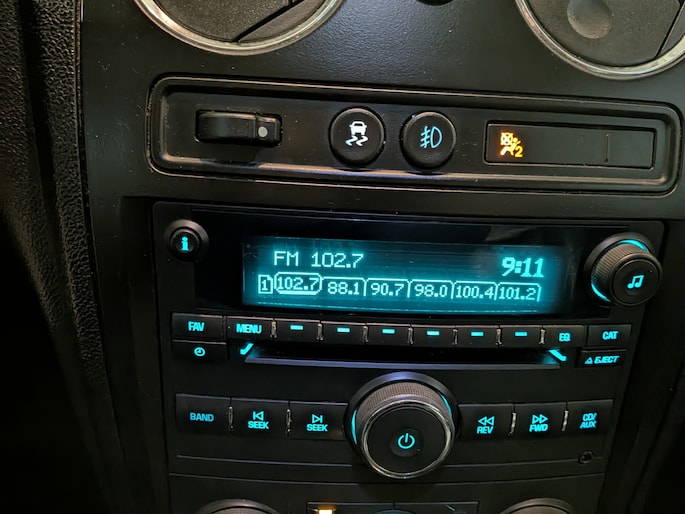 2
i
FM 102.7
9:11
1 102.7 88.1 90.7 98.0 100.4 101.2
FAV MENU EQ CAT
EJECT
BAND SEEK SEEK REV FWD CD/
AUX